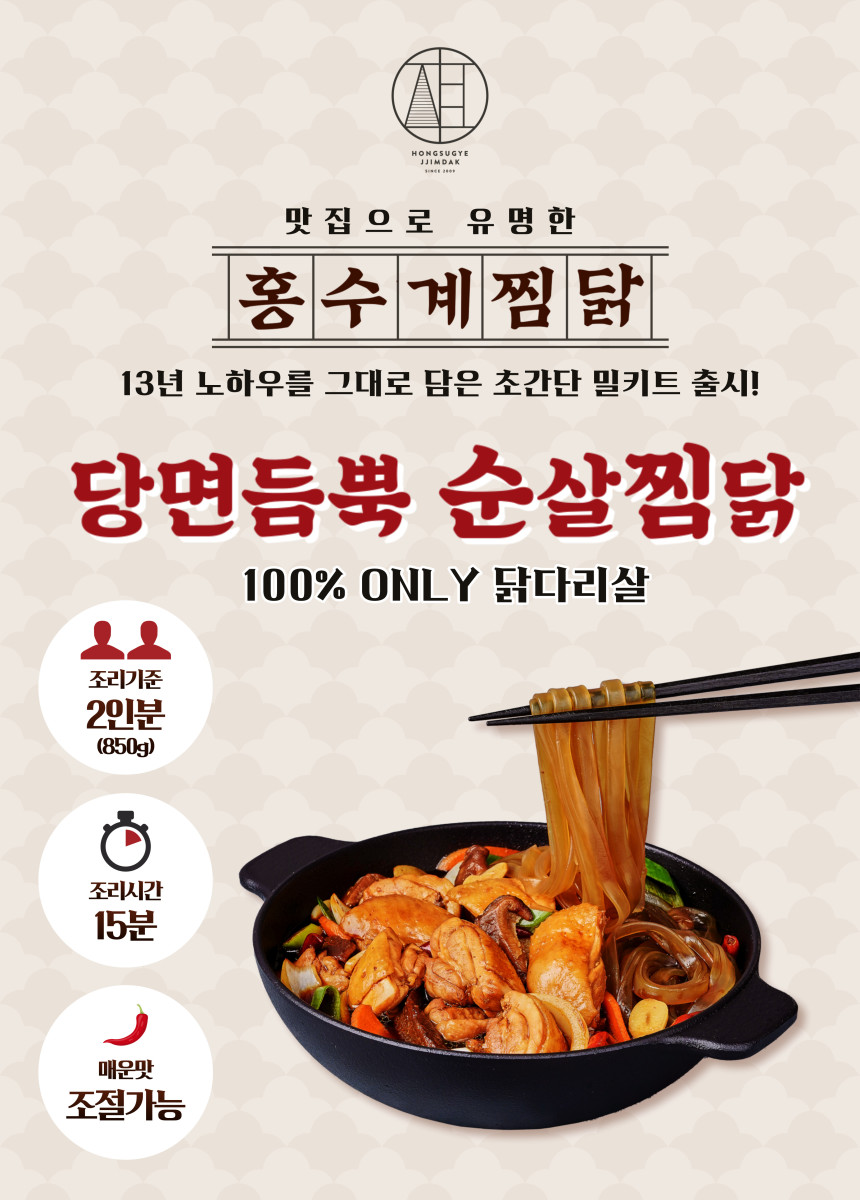 HONGSUGYE
JJIMDAK
SINCE 2009
맛집으로 유명한
홍수계찜닭
13년 노하우를 그대로 담은 초간단 밀키트 출시!
당면듬뿍 순살찜닭
100% ONLY 닭다리살
조리기준
2인분
(850g)
조리시간
15분
매운맛
조절가능